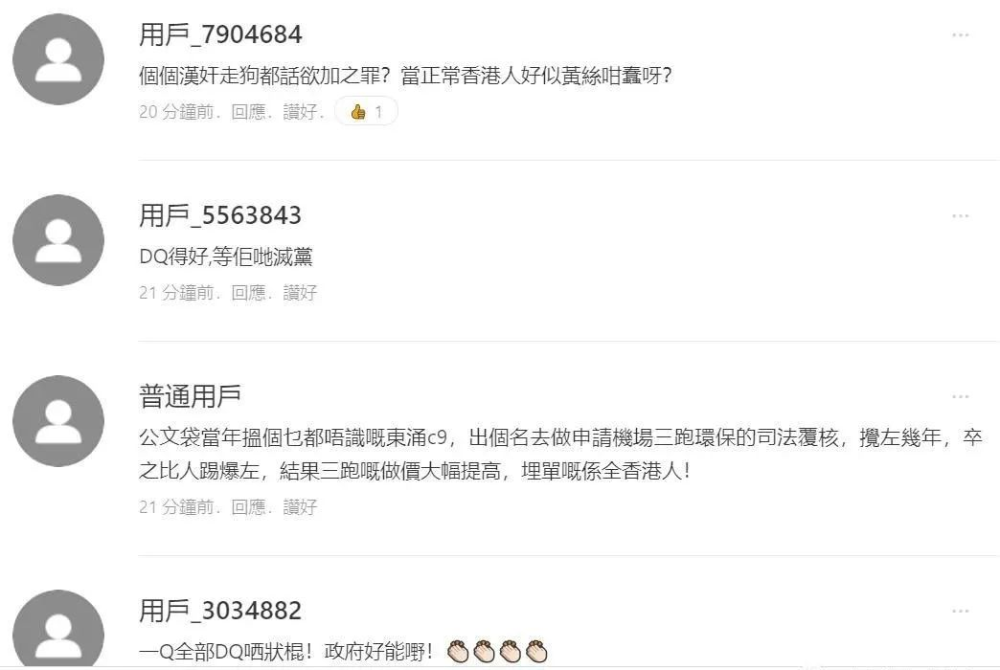 用戶_7904684
個個漢奸走狗都話欲加之罪？當正常香港人好似黃絲咁蠢呀？
20 分鐘前．回應．讚好．👍 1
用戶_5563843
DQ得好,等佢哋滅黨
21 分鐘前．回應．讚好
普通用戶
公文袋當年搵個乜都唔識嘅東涌c9，出個名去做申請機場三跑環保的司法覆核，攪左幾年，卒
之比人踢爆左，結果三跑嘅做價大幅提高，埋單嘅係全香港人！
21 分鐘前．回應．讚好
用戶_3034882
一Q全部DQ哂狀棍！政府好能嘢！👏👏👏👏